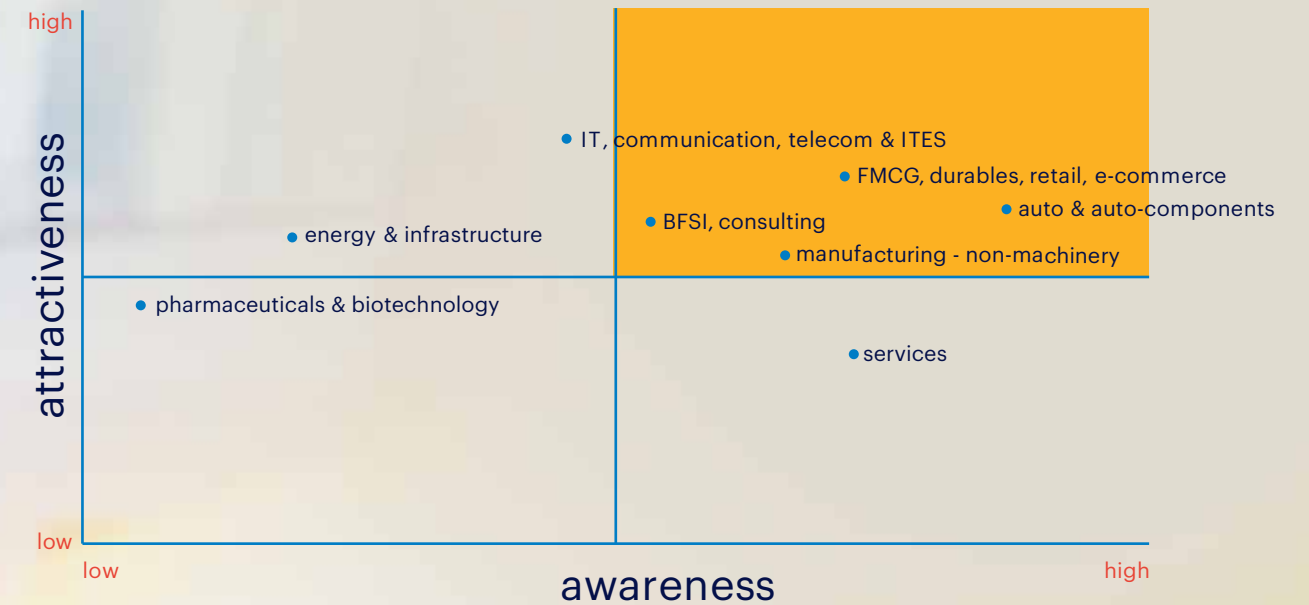 high
IT, communication, telecom & ITES
FMCG, durables, retail, e-commerce
auto & auto-components
BFSI, consulting
energy & infrastructure
manufacturing - non-machinery
attractiveness
pharmaceuticals & biotechnology
services
low
low
high
awareness